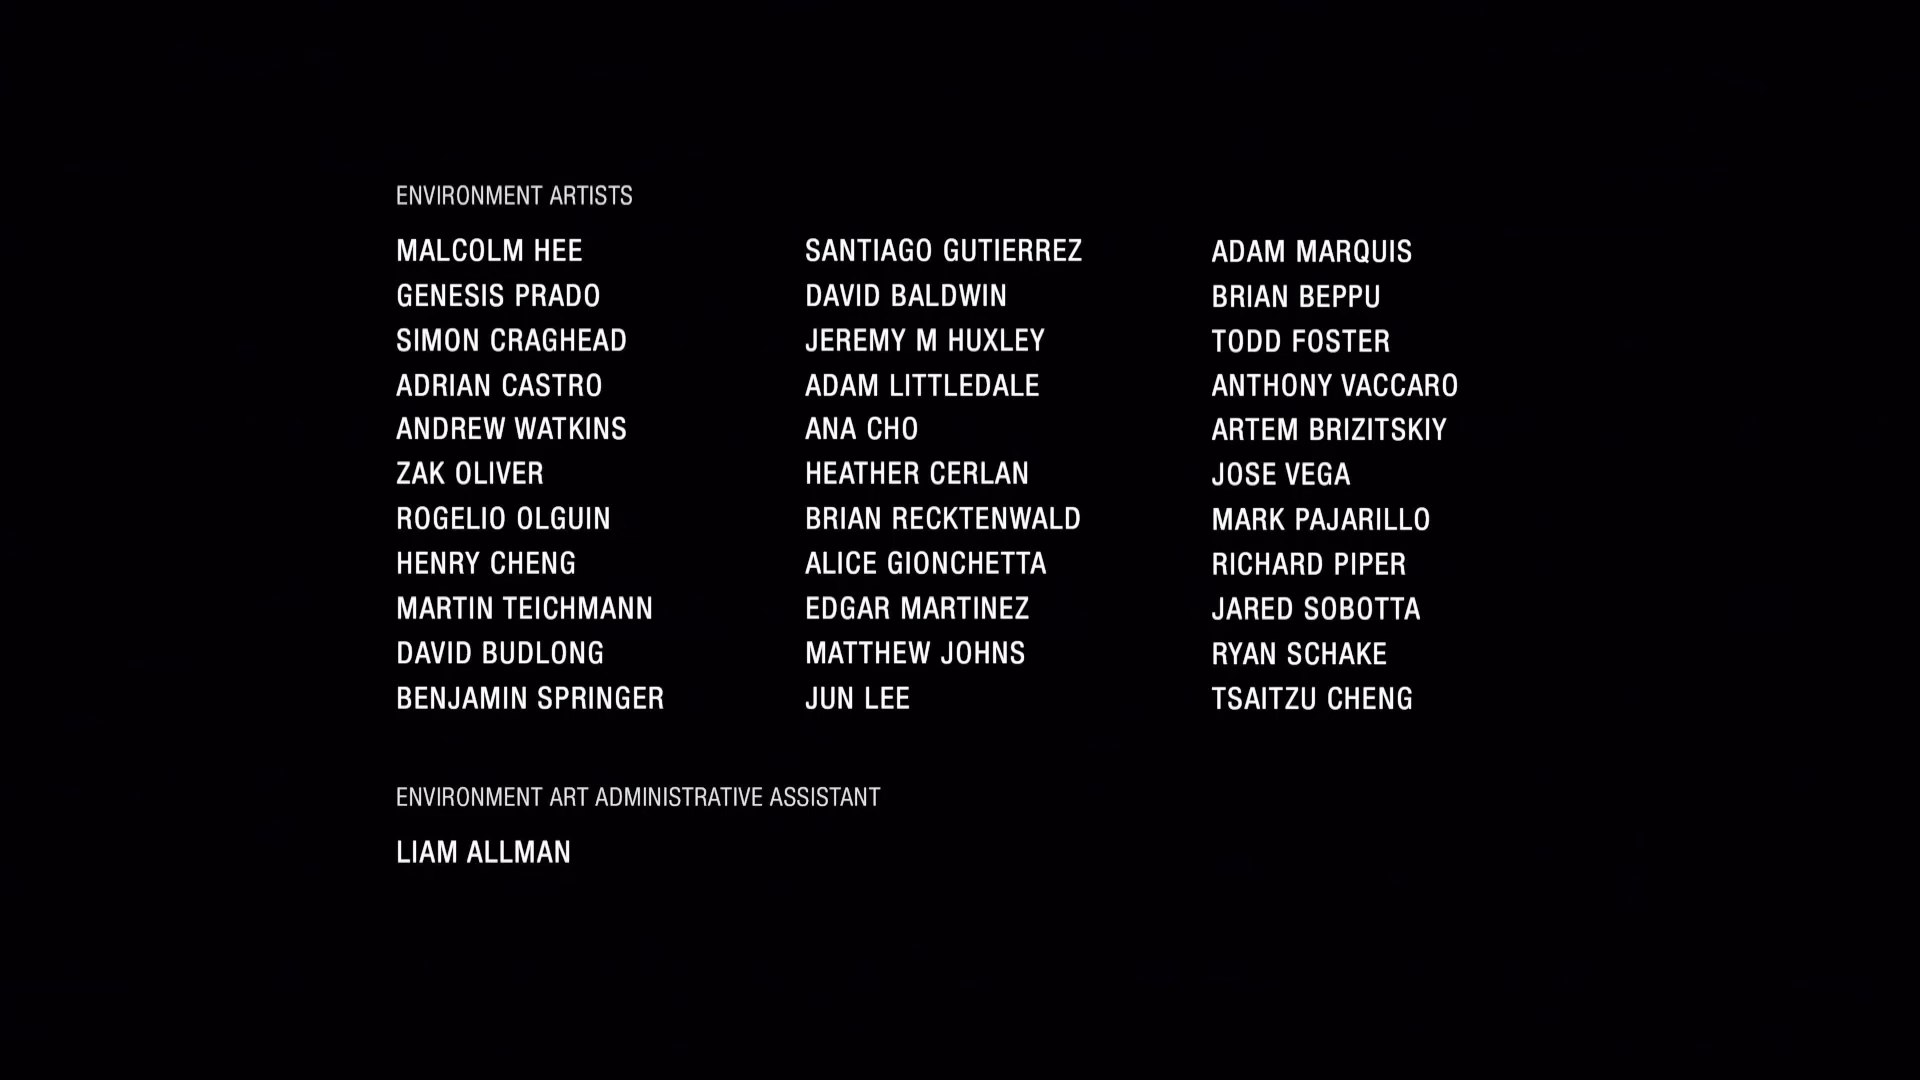 ENVIRONMENT ARTISTS
MALCOLM HEE
GENESIS PRADO
SIMON CRAGHEAD
ADRIAN CASTRO
ANDREW WATKINS
ZAK OLIVER
ROGELIO OLGUIN
HENRY CHENG
MARTIN TEICHMANN
DAVID BUDLONG
BENJAMIN SPRINGER
SANTIAGO GUTIERREZ
DAVID BALDWIN
JEREMY M HUXLEY
ADAM LITTLEDALE
ANA CHO
HEATHER CERLAN
BRIAN RECKTENWALD
ALICE GIONCHETTA
EDGAR MARTINEZ
MATTHEW JOHNS
JUN LEE
ADAM MARQUIS
BRIAN BEPPU
TODD FOSTER
ANTHONY VACCARO
ARTEM BRIZITSKIY
JOSE VEGA
MARK PAJARILLO
RICHARD PIPER
JARED SOBOTTA
RYAN SCHAKE
TSAITZU CHENG
ENVIRONMENT ART ADMINISTRATIVE ASSISTANT
LIAM ALLMAN